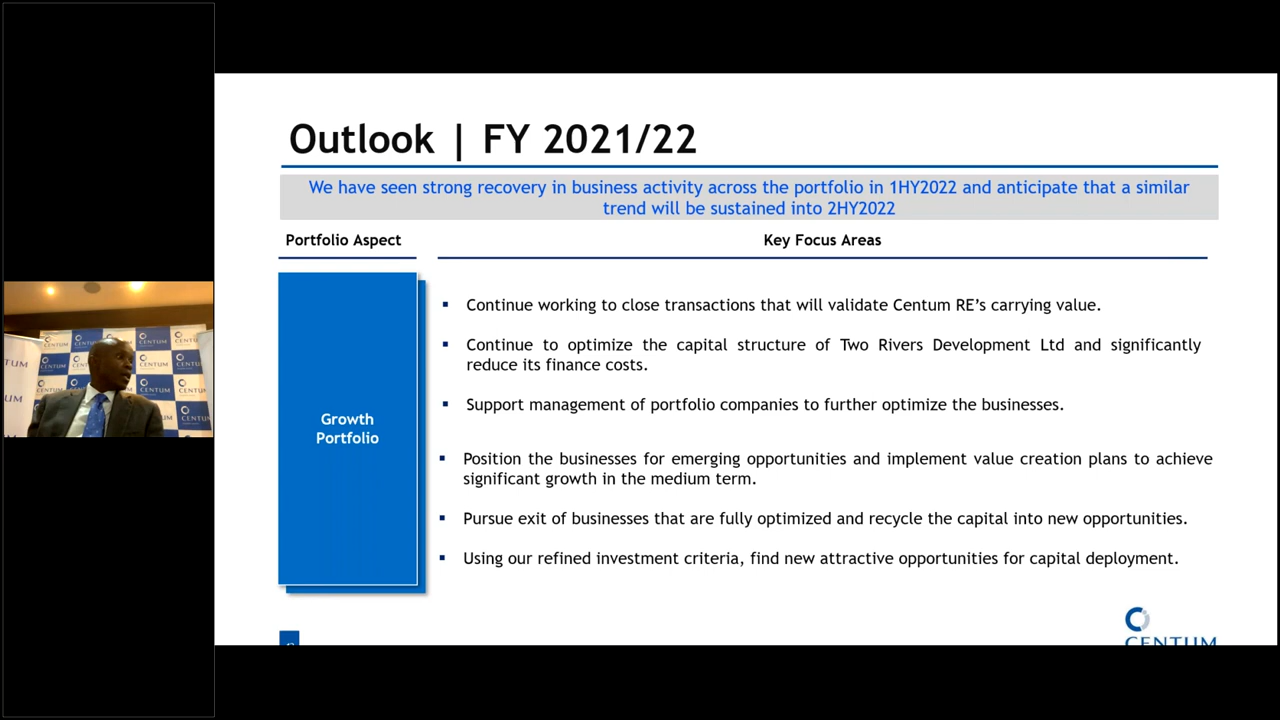 Outlook | FY 2021/22
We have seen strong recovery in business activity across the portfolio in 1HY2022 and anticipate that a similar
trend will be sustained into 2HY2022
Portfolio Aspect
Key Focus Areas
Growth
Portfolio
▪ Continue working to close transactions that will validate Centum RE’s carrying value.
▪ Continue to optimize the capital structure of Two Rivers Development Ltd and significantly
reduce its finance costs.
▪ Support management of portfolio companies to further optimize the businesses.
▪ Position the businesses for emerging opportunities and implement value creation plans to achieve
significant growth in the medium term.
▪ Pursue exit of businesses that are fully optimized and recycle the capital into new opportunities.
▪ Using our refined investment criteria, find new attractive opportunities for capital deployment.
CENTUM
CENTUM
CENTUM
CENTUM